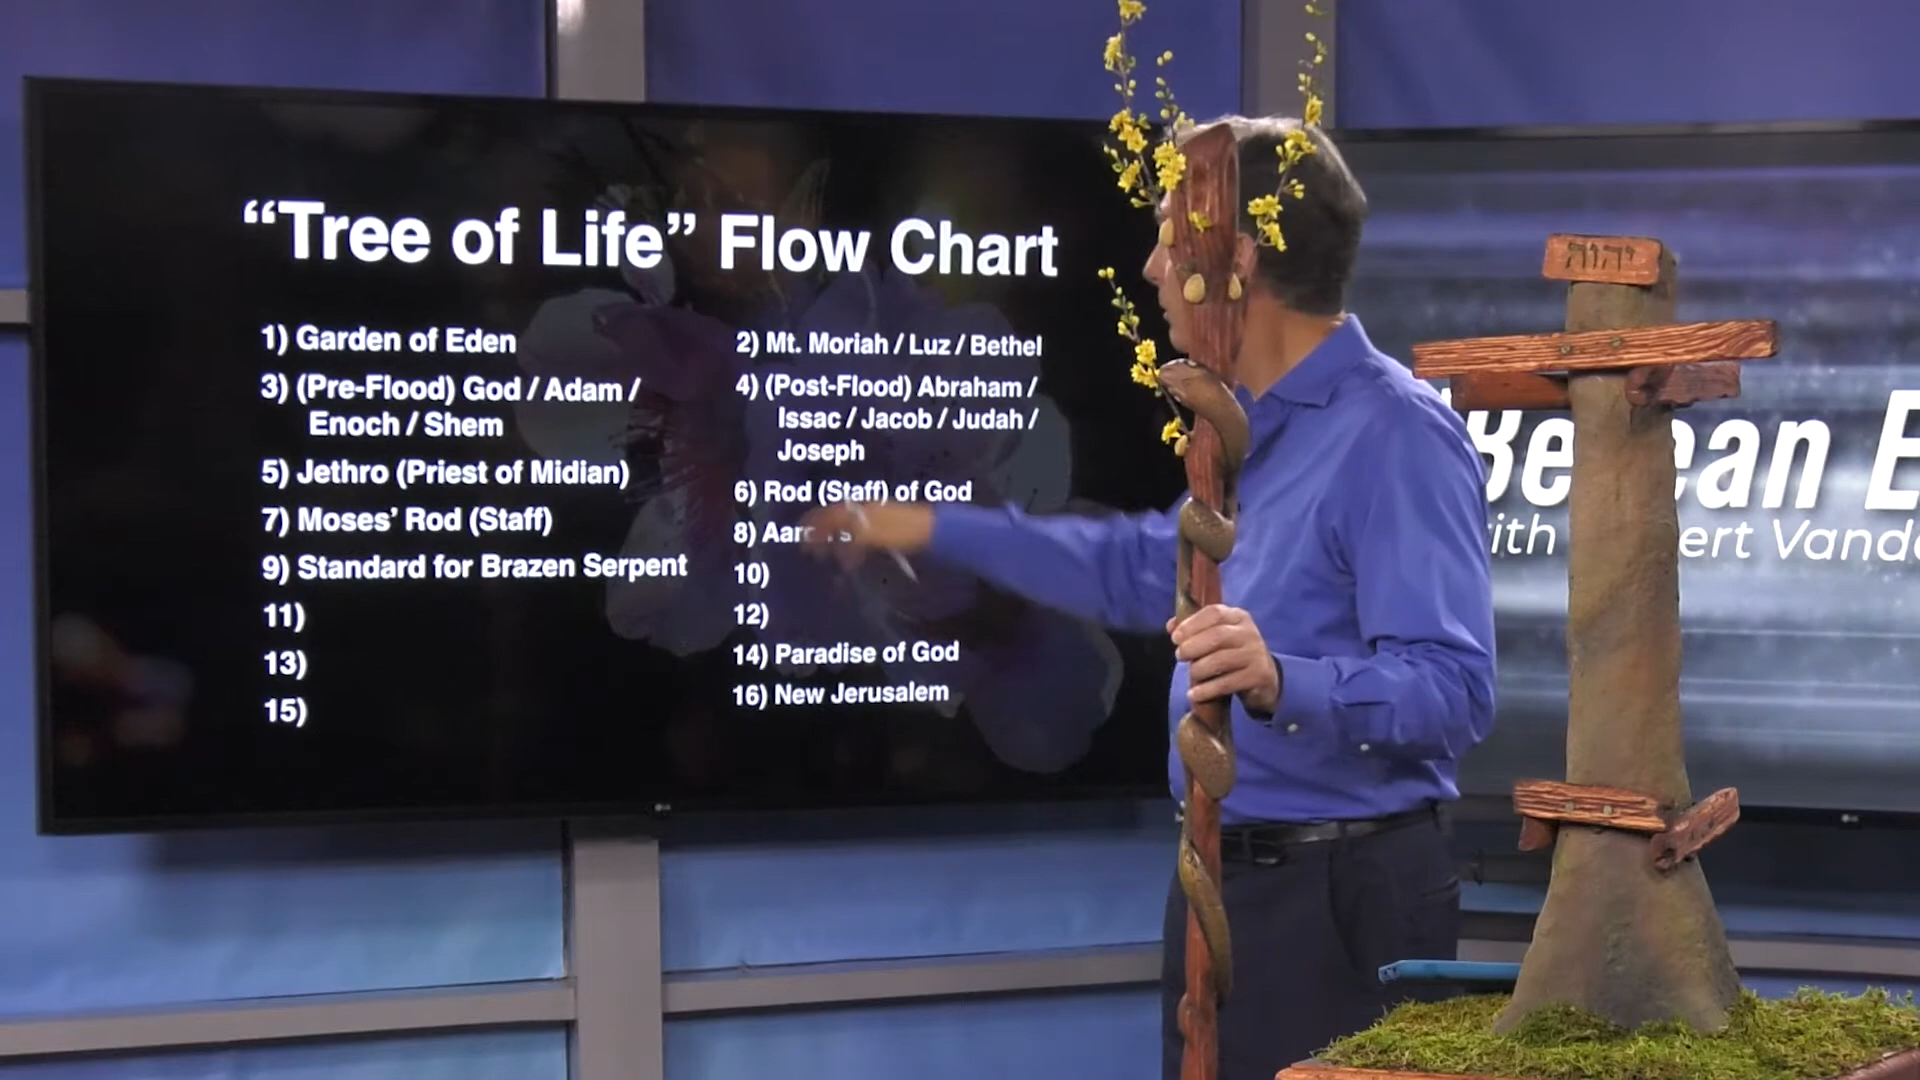 “Tree of Life” Flow Chart
1) Garden of Eden
2) Mt. Moriah / Luz / Bethel
3) (Pre-Flood) God / Adam /
Enoch / Shem
4) (Post-Flood) Abraham /
Issac / Jacob / Judah /
Joseph
5) Jethro (Priest of Midian)
6) Rod (Staff) of God
7) Moses’ Rod (Staff)
8)
9) Standard for Brazen Serpent
10)
11)
12)
13)
14) Paradise of God
15)
16) New Jerusalem
יהוה
LG
LG